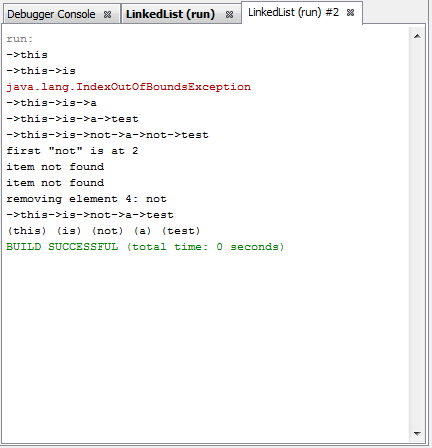 Debugger Console LinkedList (run) LinkedList (run) #2
run:
->this
->this->is
java.lang.IndexOutOfBoundsException
->this->is->a
->this->is->a->test
->this->is->not->a->not->test
first "not" is at 2
item not found
item not found
removing element 4: not
->this->is->not->a->test
(this) (is) (not) (a) (test)
BUILD SUCCESSFUL (total time: 0 seconds)